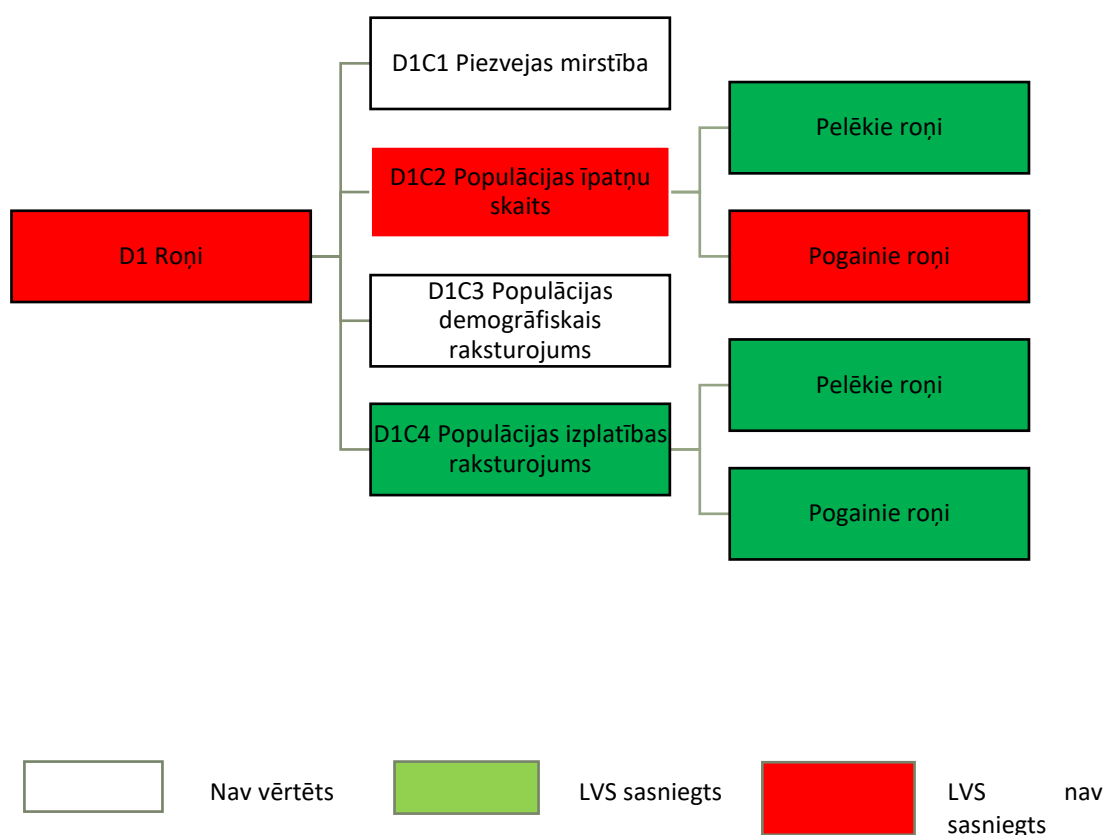 D1C1 Piezvejas mirstība
Pelēkie roņi
D1C2 Populācijas īpatņu
skaits
D1 Roņi
Pogainie roņi
D1C3 Populācijas
demogrāfiskais
raksturojums
Pelēkie roņi
D1C4 Populācijas izplatības
raksturojums
Pogainie roņi
Nav vērtēts
LVS sasniegts
LVS nav
sasniegts